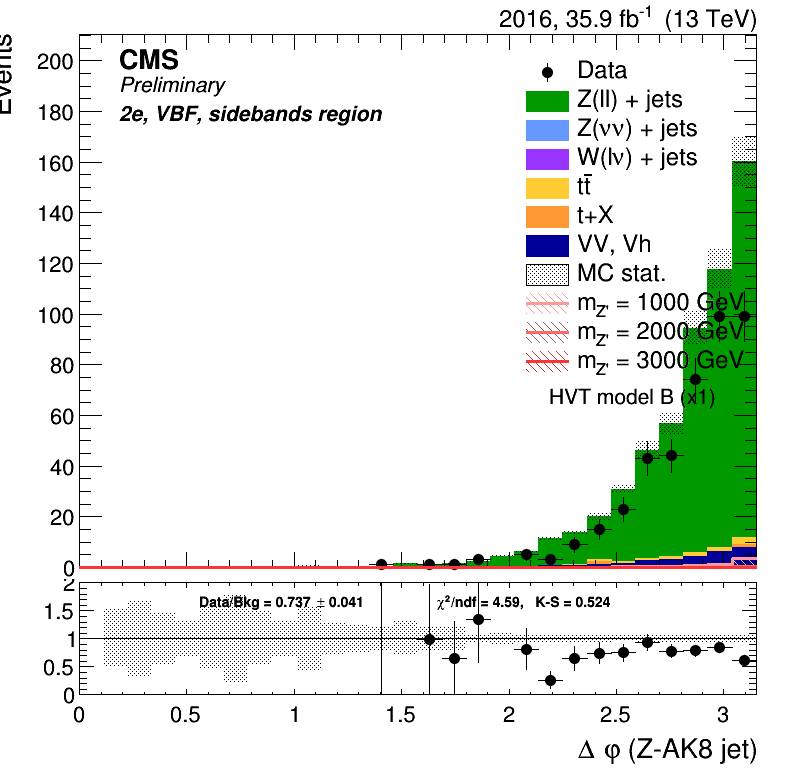 2016, 35.9 fb⁻¹ (13 TeV)
Events
CMS
Preliminary
2e, VBF, sidebands region
Data
Z(ll) + jets
Z(νν) + jets
W(lν) + jets
tt̄
t+X
VV, Vh
MC stat.
m_Z' = 1000 GeV
m_Z' = 2000 GeV
m_Z' = 3000 GeV
HVT model B (x1)
200
180
160
140
120
100
80
60
40
20
0
2
1.5
1
0.5
0
Data/Bkg = 0.737 ± 0.041
χ²/ndf = 4.59, K-S = 0.524
0 0.5 1 1.5 2 2.5 3
Δ φ (Z-AK8 jet)